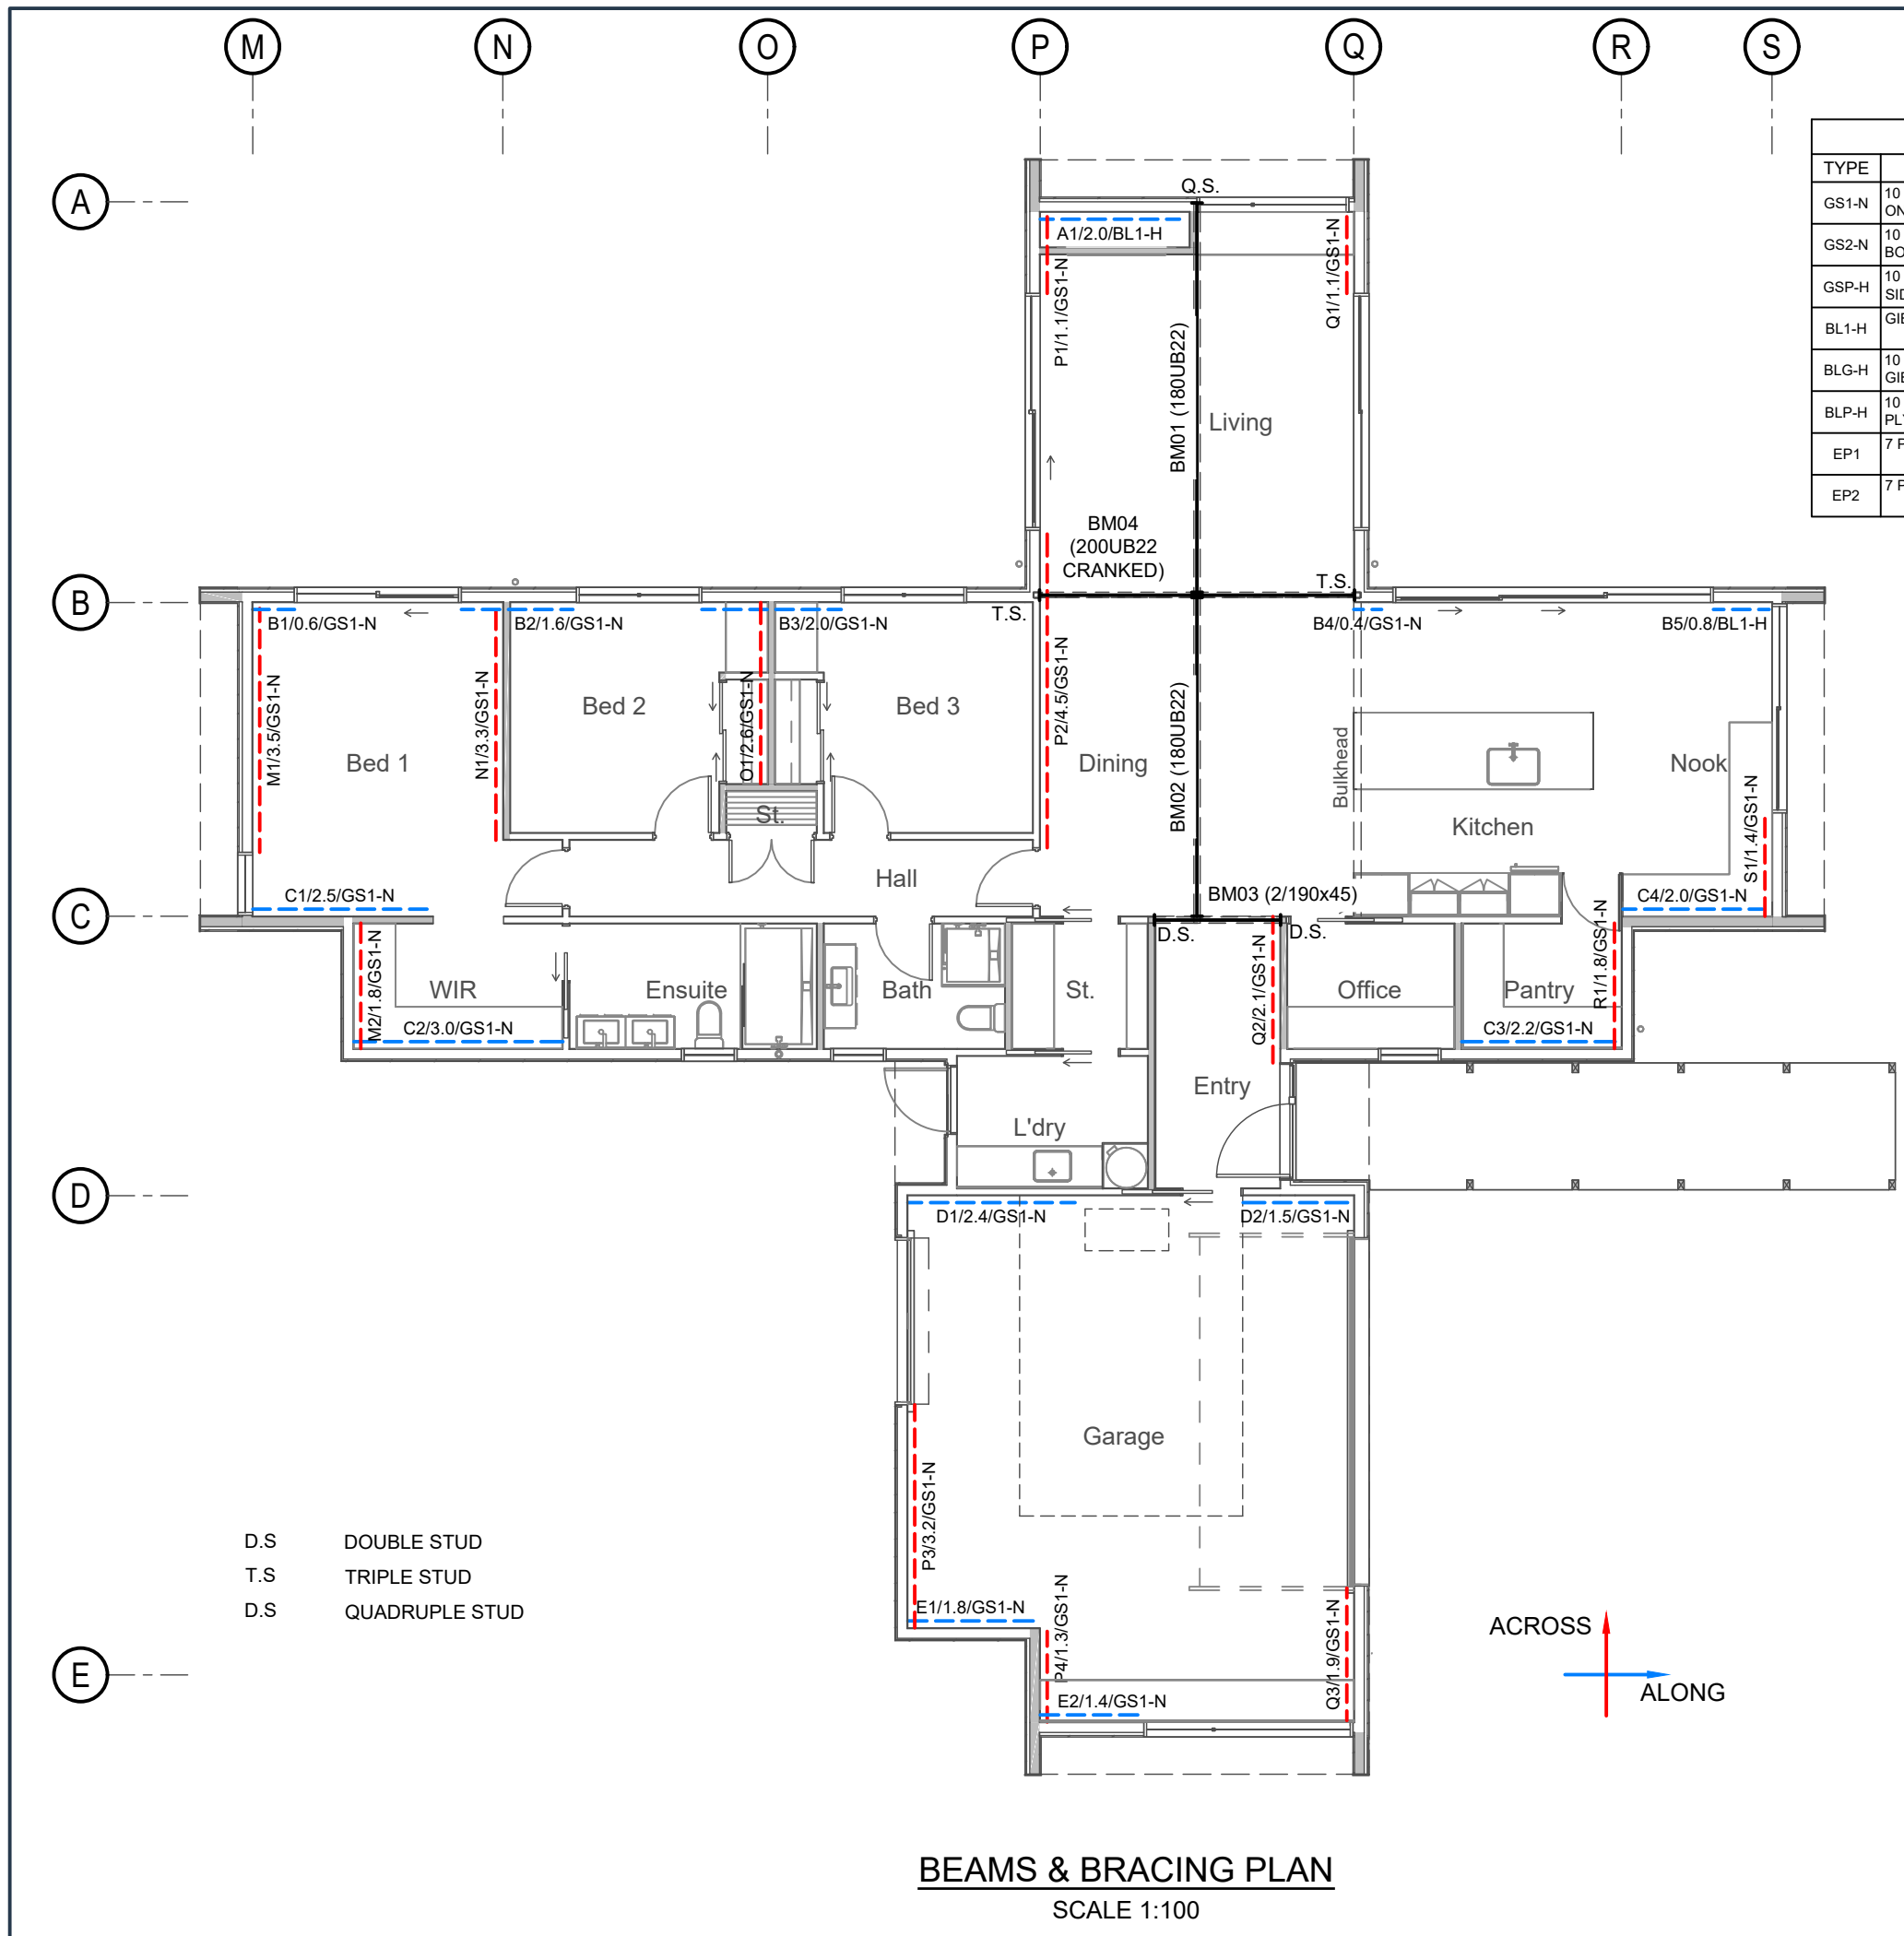 M N O P Q R S
A
B
C
D
E
TYPE
GS1-N 10
GS2-N 10
GSP-H 10
BL1-H
BLG-H 10
BLP-H 10
EP1 7
EP2 7
Q.S.
A1/2.0/BL1-H
P1/1.1/GS1-N
Q1/1.1/GS1-N
BM01 (180UB22)
Living
BM04
(200UB22
CRANKED)
T.S.
T.S.
B1/0.6/GS1-N
B2/1.6/GS1-N
B3/2.0/GS1-N
B4/0.4/GS1-N
B5/0.8/BL1-H
M1/3.5/GS1-N
Bed 1
N1/3.3/GS1-N
Bed 2
O1/2.6/GS1-N
Bed 3
P2/4.5/GS1-N
Dining
BM02 (180UB22)
Bulkhead
Kitchen
Nook
S1/1.4/GS1-N
St.
Hall
C1/2.5/GS1-N
BM03 (2/190x45)
C4/2.0/GS1-N
D.S.
D.S.
M2/1.8/GS1-N
WIR
C2/3.0/GS1-N
Ensuite
Bath
St.
Q2/2.1/GS1-N
Office
Pantry
R1/1.8/GS1-N
C3/2.2/GS1-N
Entry
L'dry
D1/2.4/GS1-N
D2/1.5/GS1-N
Garage
P3/3.2/GS1-N
E1/1.8/GS1-N
P4/1.3/GS1-N
E2/1.4/GS1-N
Q3/1.9/GS1-N
D.S DOUBLE STUD
T.S TRIPLE STUD
D.S QUADRUPLE STUD
ACROSS
ALONG
BEAMS & BRACING PLAN
SCALE 1:100